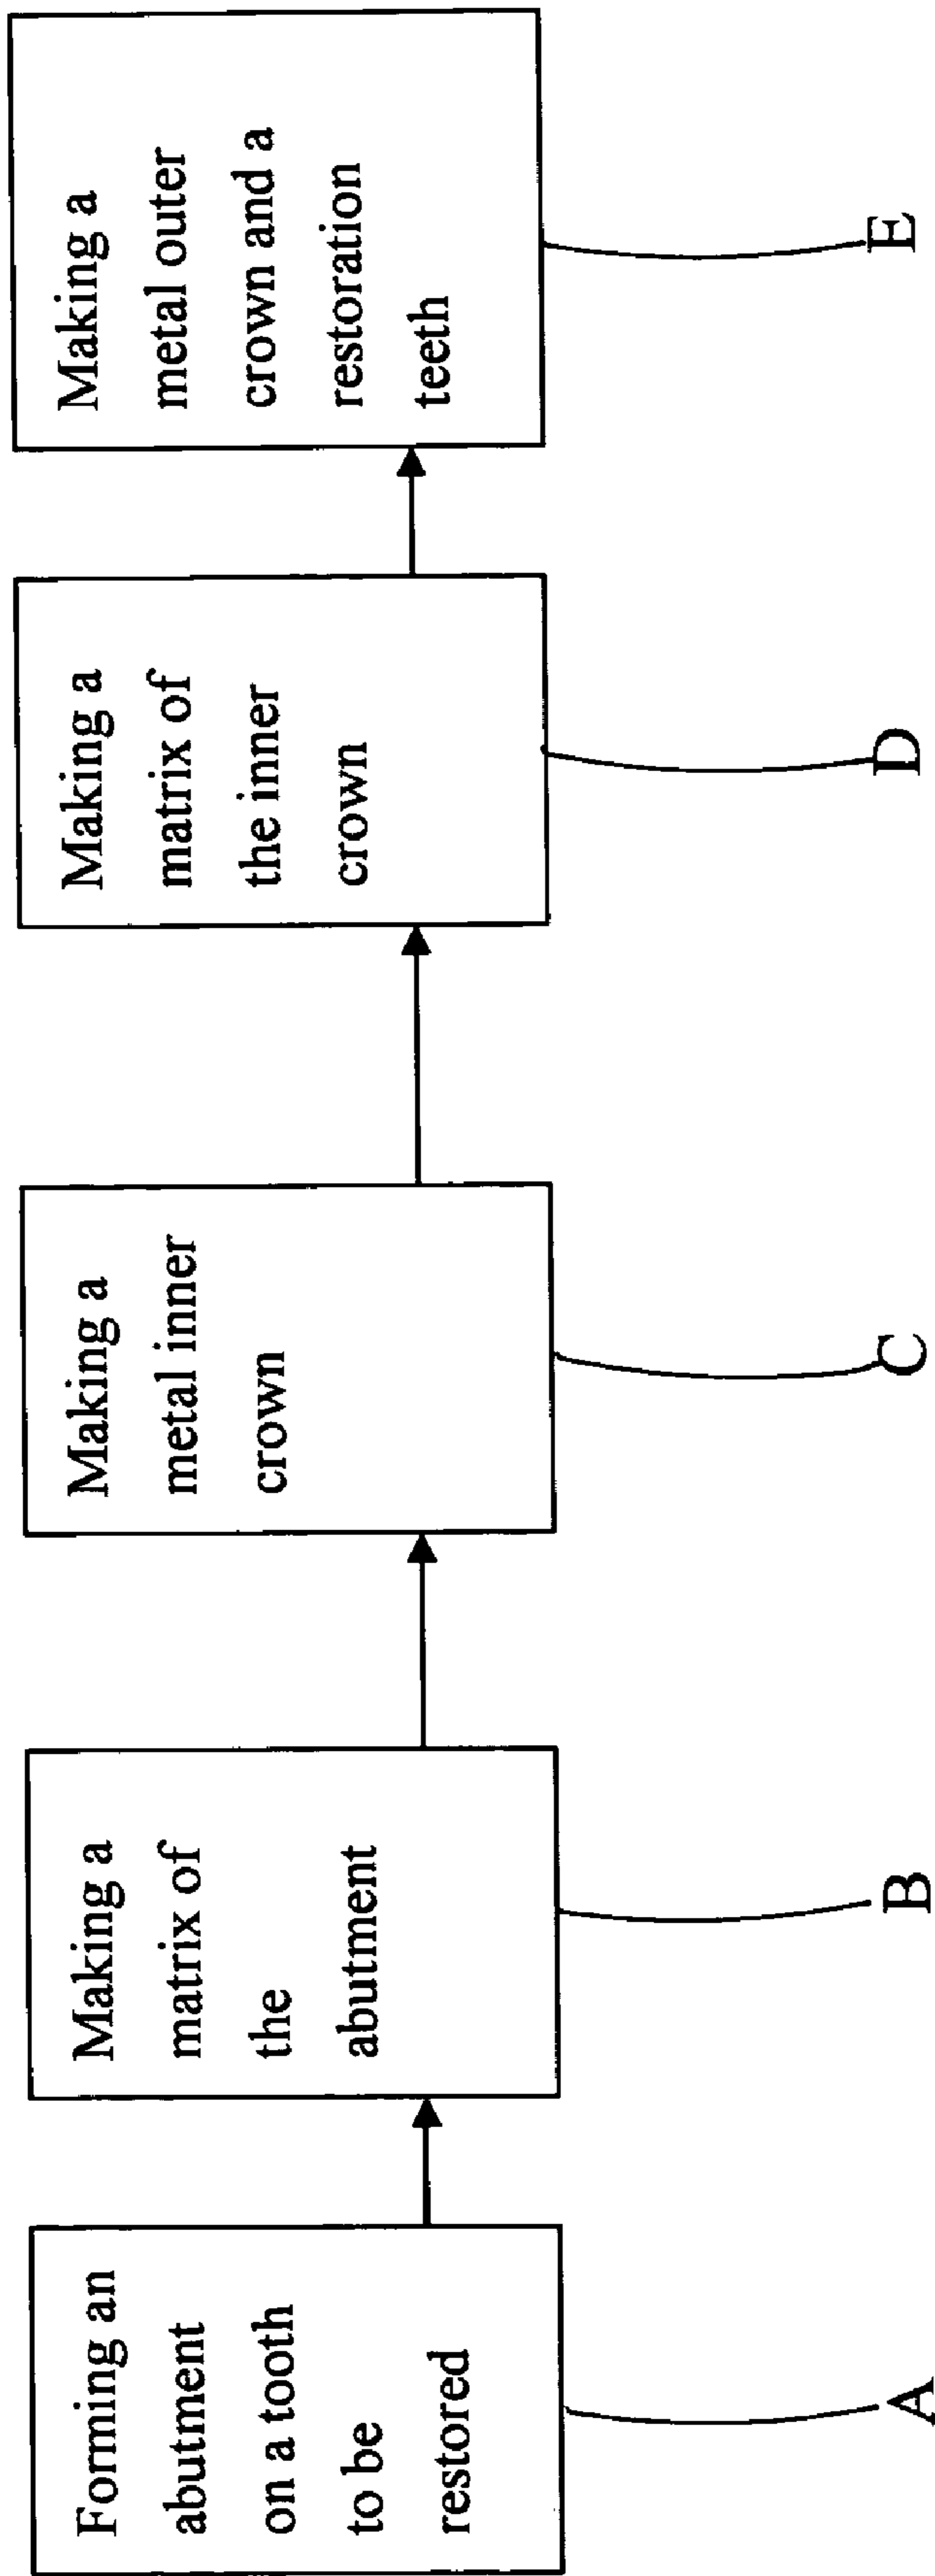 Forming an
abutment
on a tooth
to be
restored
A
Making a
matrix of
the
abutment
B
Making a
metal inner
crown
C
Making a
matrix of
the inner
crown
D
Making a
metal outer
crown and a
restoration
teeth
E